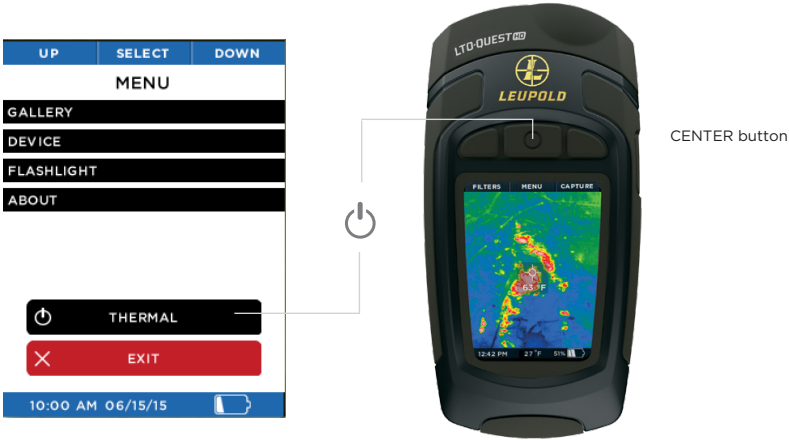 UP SELECT DOWN
MENU
GALLERY
DEVICE
FLASHLIGHT
ABOUT
THERMAL
EXIT
10:00 AM 06/15/15
LTO·QUEST HD
LEUPOLD
FILTERS MENU CAPTURE
63 °F
12:42 PM 27°F 51%
CENTER button